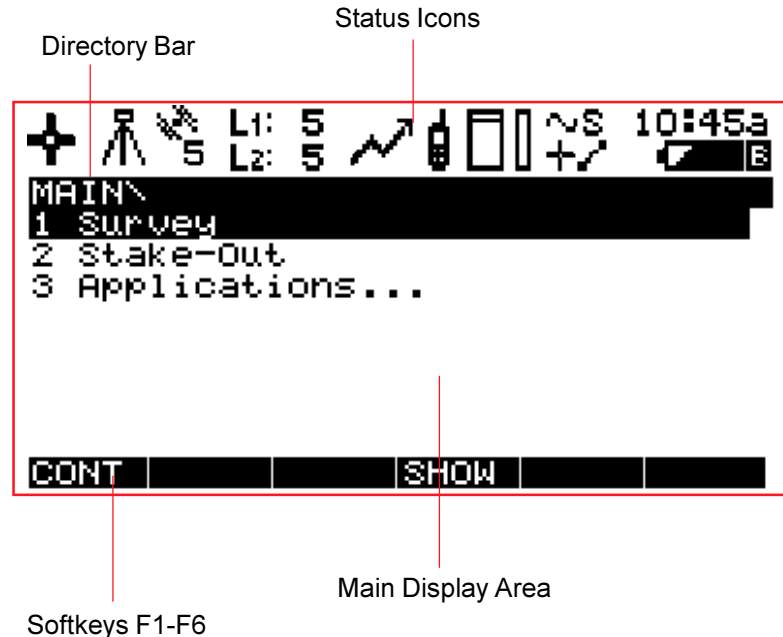 Status Icons
Directory Bar
L1: 5
5 L2: 5
S
10:45a
B
MAIN\
1 Survey
2 Stake-Out
3 Applications...
CONT SHOW
Main Display Area
Softkeys F1-F6